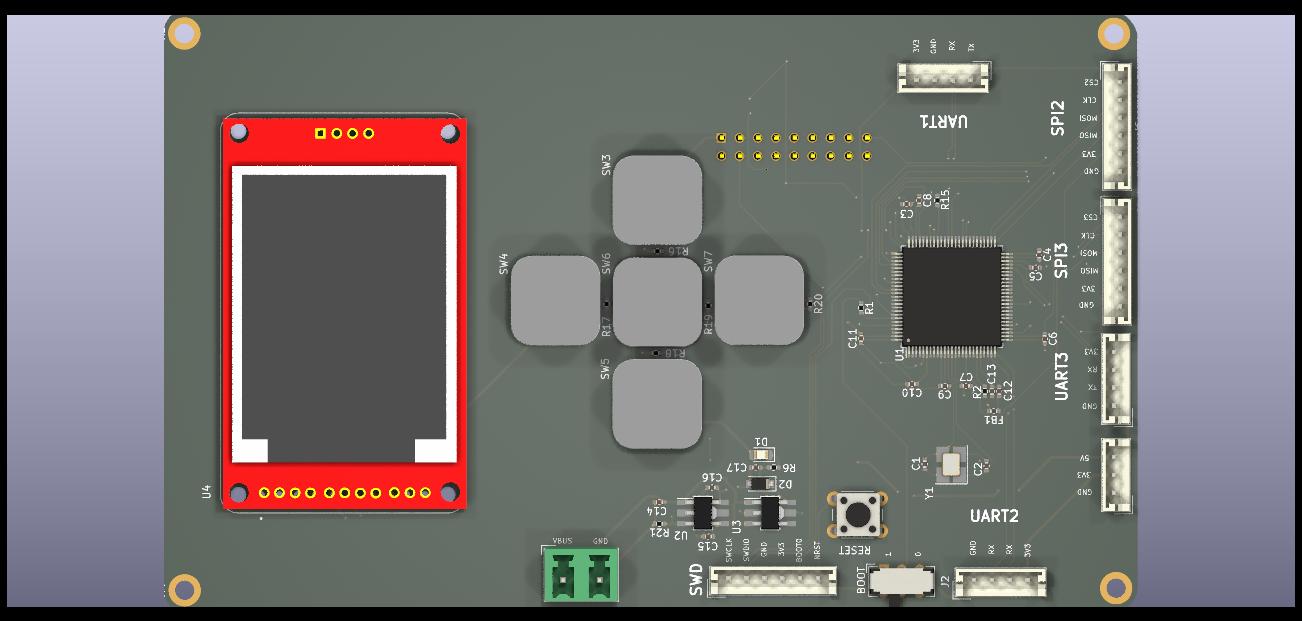 3V3
GND
RX
TX
UART1
SPI2
CS2
CLK
MOSI
MISO
3V3
GND
SW3
C3
C8
R15
SW4
SW6
SW7
R16
R17
R19
R20
R18
SW5
R1
C11
U1
C4
C5
SPI3
CS3
CLK
MOSI
MISO
3V3
GND
C6
UART3
3V3
RX
TX
GND
C10
C9
C7
R2
C13
C12
FB1
D1
C17
R6
D2
C16
C14
R21
U2
C15
U3
C1
C2
Y1
5V
3V3
GND
U4
UART2
RESET
VBUS
GND
SWD
SWCLK
SWDIO
GND
3V3
BOOT0
NRST
BOOT
1
0
J2
GND
RX
RX
3V3